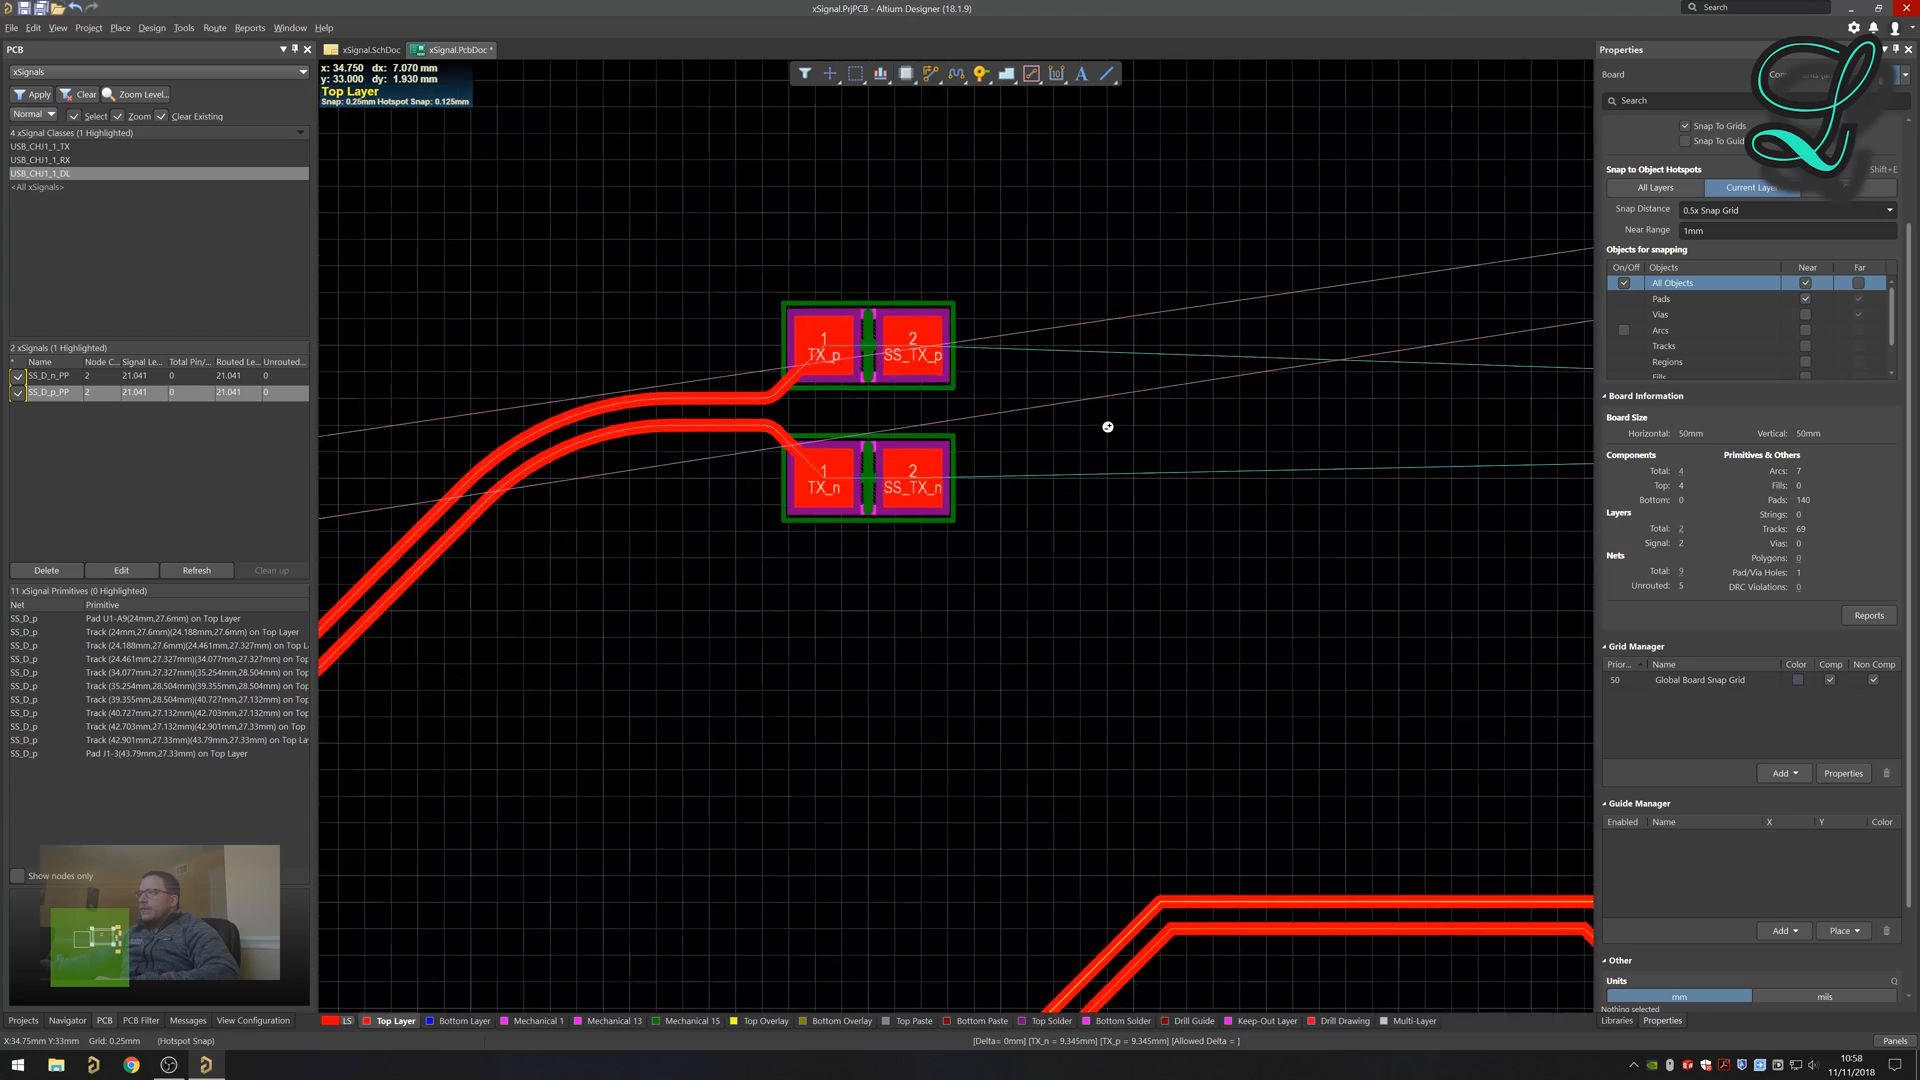 xSignal.PrjPCB - Altium Designer (18.1.9)
Search
File Edit View Project Place Design Tools Route Reports Window Help
PCB
xSignals
Apply Clear Zoom Level...
Normal Select Zoom Clear Existing
4 xSignal Classes (1 Highlighted)
USB_CHJ1_1_TX
USB_CHJ1_1_RX
USB_CHJ1_1_DL
<All xSignals>
2 xSignals (1 Highlighted)
* Name Node C... Signal Le... Total Pin/... Routed Le... Unrouted...
SS_D_n_PP 2 21.041 0 21.041 0
SS_D_p_PP 2 21.041 0 21.041 0
Delete Edit Refresh Clean up
11 xSignal Primitives (0 Highlighted)
Net Primitive
SS_D_p Pad U1-A9(24mm,27.6mm) on Top Layer
SS_D_p Track (24mm,27.6mm)(24.188mm,27.6mm) on Top Layer
SS_D_p Track (24.188mm,27.6mm)(24.461mm,27.327mm) on Top L
SS_D_p Track (24.461mm,27.327mm)(34.077mm,27.327mm) on Top
SS_D_p Track (34.077mm,27.327mm)(35.254mm,28.504mm) on Top
SS_D_p Track (35.254mm,28.504mm)(39.355mm,28.504mm) on Top
SS_D_p Track (39.355mm,28.504mm)(40.727mm,27.132mm) on Top
SS_D_p Track (40.727mm,27.132mm)(42.703mm,27.132mm) on Top
SS_D_p Track (42.703mm,27.132mm)(42.901mm,27.33mm) on Top
SS_D_p Track (42.901mm,27.33mm)(43.79mm,27.33mm) on Top La
SS_D_p Pad J1-3(43.79mm,27.33mm) on Top Layer
Show nodes only
Projects Navigator PCB PCB Filter Messages View Configuration
xSignal.SchDoc xSignal.PcbDoc *
x: 34.750 dx: 7.070 mm
y: 33.000 dy: 1.930 mm
Top Layer
Snap: 0.25mm Hotspot Snap: 0.125mm
1 2
TX_p SS_TX_p
1 2
TX_n SS_TX_n
LS Top Layer Bottom Layer Mechanical 1 Mechanical 13 Mechanical 15 Top Overlay Bottom Overlay Top Paste Bottom Paste Top Solder Bottom Solder Drill Guide Keep-Out Layer Drill Drawing Multi-Layer
Properties
Board
Search
Snap To Grids
Snap To Guid
Snap to Object Hotspots Shift+E
All Layers Current Layer
Snap Distance 0.5x Snap Grid
Near Range 1mm
Objects for snapping
On/Off Objects Near Far
All Objects
Pads
Vias
Arcs
Tracks
Regions
Fills
Board Information
Board Size
Horizontal: 50mm Vertical: 50mm
Components Primitives & Others
Total: 4 Arcs: 7
Top: 4 Fills: 0
Bottom: 0 Pads: 140
Layers Strings: 0
Total: 2 Tracks: 69
Signal: 2 Vias: 0
Nets Polygons: 0
Total: 9 Pad/Via Holes: 1
Unrouted: 5 DRC Violations: 0
Reports
Grid Manager
Prior... Name Color Comp Non Comp
50 Global Board Snap Grid
Add Properties
Guide Manager
Enabled Name X Y Color
Add Place
Other
Units
mm mils
Nothing selected
Libraries Properties
X:34.75mm Y:33mm Grid: 0.25mm (Hotspot Snap) [Delta= 0mm] [TX_n = 9.345mm] [TX_p = 9.345mm] [Allowed Delta = ] Panels
10:58
11/11/2018